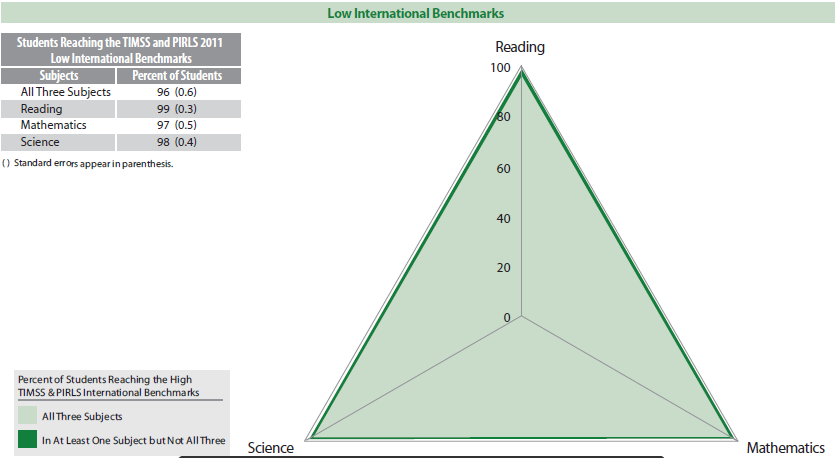 Low International Benchmarks
Students Reaching the TIMSS and PIRLS 2011
Low International Benchmarks
Subjects Percent of Students
All Three Subjects 96 (0.6)
Reading 99 (0.3)
Mathematics 97 (0.5)
Science 98 (0.4)
( ) Standard errors appear in parenthesis.
Reading
100
80
60
40
20
0
Percent of Students Reaching the High
TIMSS & PIRLS International Benchmarks
All Three Subjects
In At Least One Subject but Not All Three
Science
Mathematics